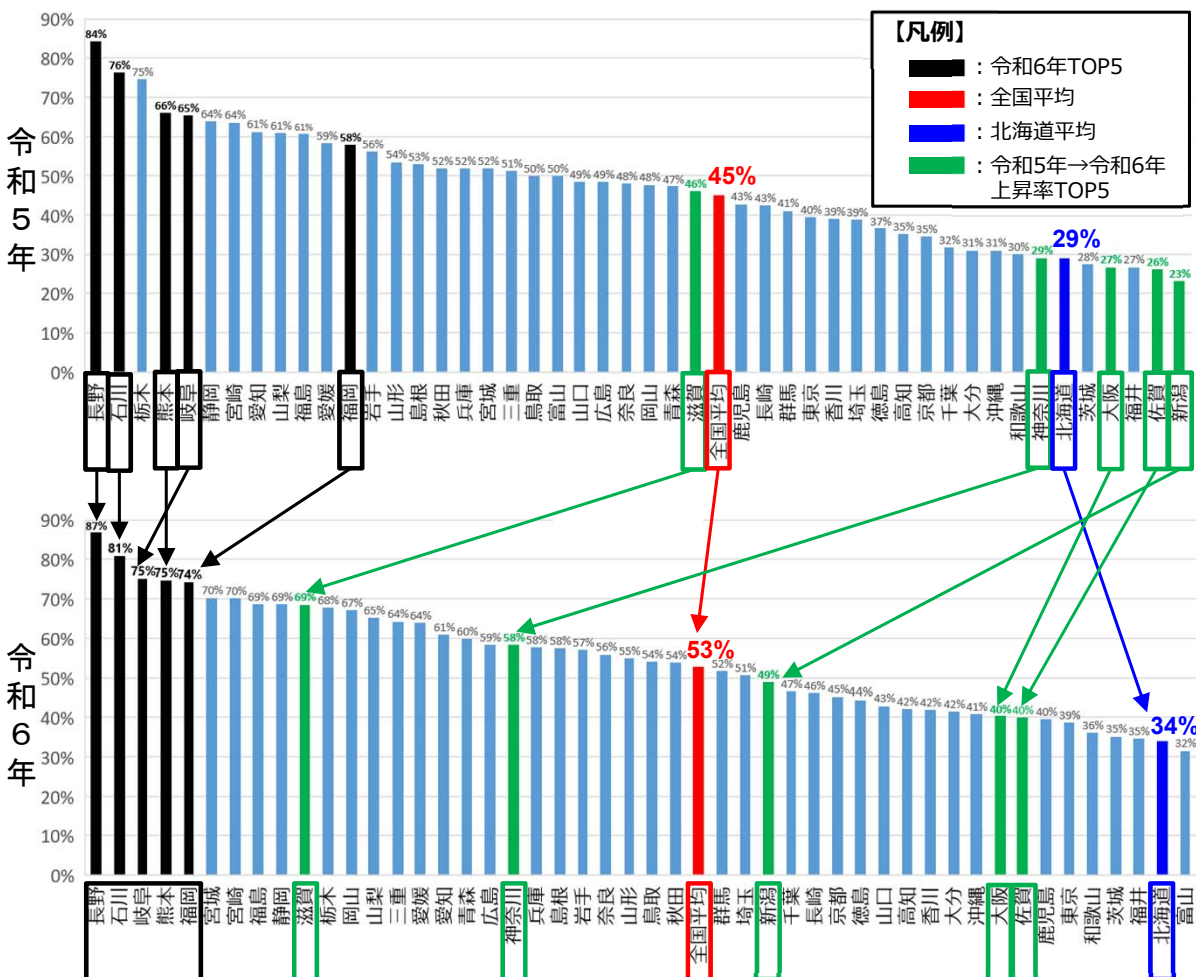 【凡例】
：令和6年TOP5
：全国平均
：北海道平均
：令和5年→令和6年
上昇率TOP5
令和5年
90%
80%
70%
60%
50%
40%
30%
20%
10%
0%
84% 76% 75% 66% 65% 64% 64% 61% 61% 61% 59% 58% 56% 54% 53% 52% 52% 52% 51% 50% 50% 49% 49% 48% 48% 47% 46% 45% 43% 43% 41% 40% 39% 39% 37% 35% 35% 32% 31% 31% 30% 29% 29% 28% 27% 27% 26% 23%
長野 石川 栃木 熊本 岐阜 静岡 宮崎 愛知 山梨 福島 愛媛 福岡 岩手 山形 島根 秋田 兵庫 宮城 三重 鳥取 富山 山口 広島 奈良 岡山 青森 滋賀 全国平均 鹿児島 長崎 群馬 東京 香川 埼玉 徳島 高知 京都 千葉 大分 沖縄 和歌山 神奈川 北海道 茨城 大阪 福井 佐賀 新潟
令和6年
90%
80%
70%
60%
50%
40%
30%
20%
10%
0%
87% 81% 75% 75% 74% 70% 70% 69% 69% 69% 68% 67% 65% 64% 64% 61% 60% 59% 58% 58% 58% 57% 56% 55% 54% 54% 53% 52% 51% 49% 47% 46% 45% 44% 43% 42% 42% 42% 41% 40% 40% 40% 39% 36% 35% 35% 34% 32%
長野 石川 岐阜 熊本 福岡 宮城 宮崎 福島 静岡 滋賀 栃木 岡山 山梨 三重 愛媛 愛知 青森 広島 神奈川 兵庫 島根 岩手 奈良 山形 鳥取 秋田 全国平均 群馬 埼玉 新潟 千葉 長崎 京都 徳島 山口 高知 香川 大分 沖縄 大阪 佐賀 鹿児島 東京 和歌山 茨城 福井 北海道 富山